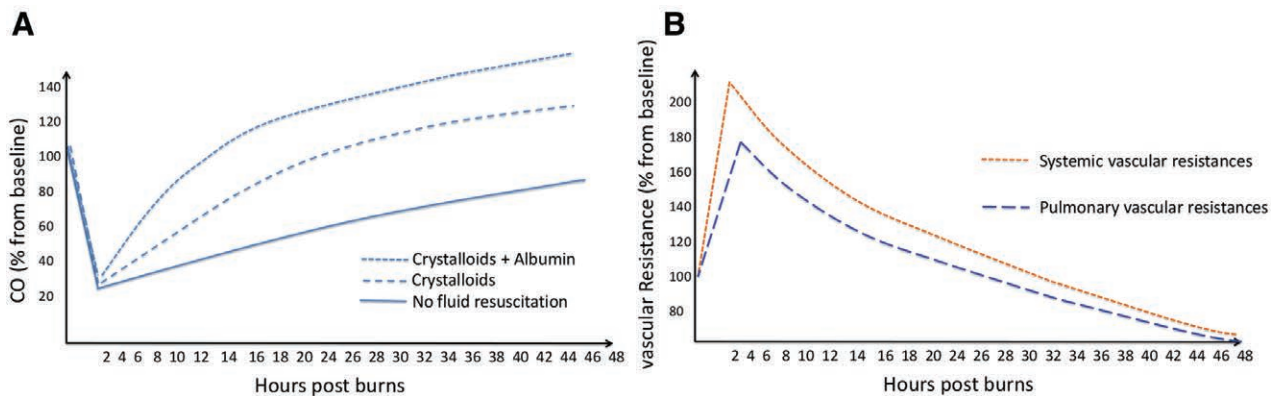 A
CO (% from baseline)
140
120
100
80
60
40
20
Crystalloids + Albumin
Crystalloids
No fluid resuscitation
2 4 6 8 10 12 14 16 18 20 22 24 26 28 30 32 34 36 38 40 42 44 46 48
Hours post burns
B
vascular Resistance (% from baseline)
200
180
160
140
120
100
80
Systemic vascular resistances
Pulmonary vascular resistances
2 4 6 8 10 12 14 16 18 20 22 24 26 28 30 32 34 36 40 42 44 46 48
Hours post burns